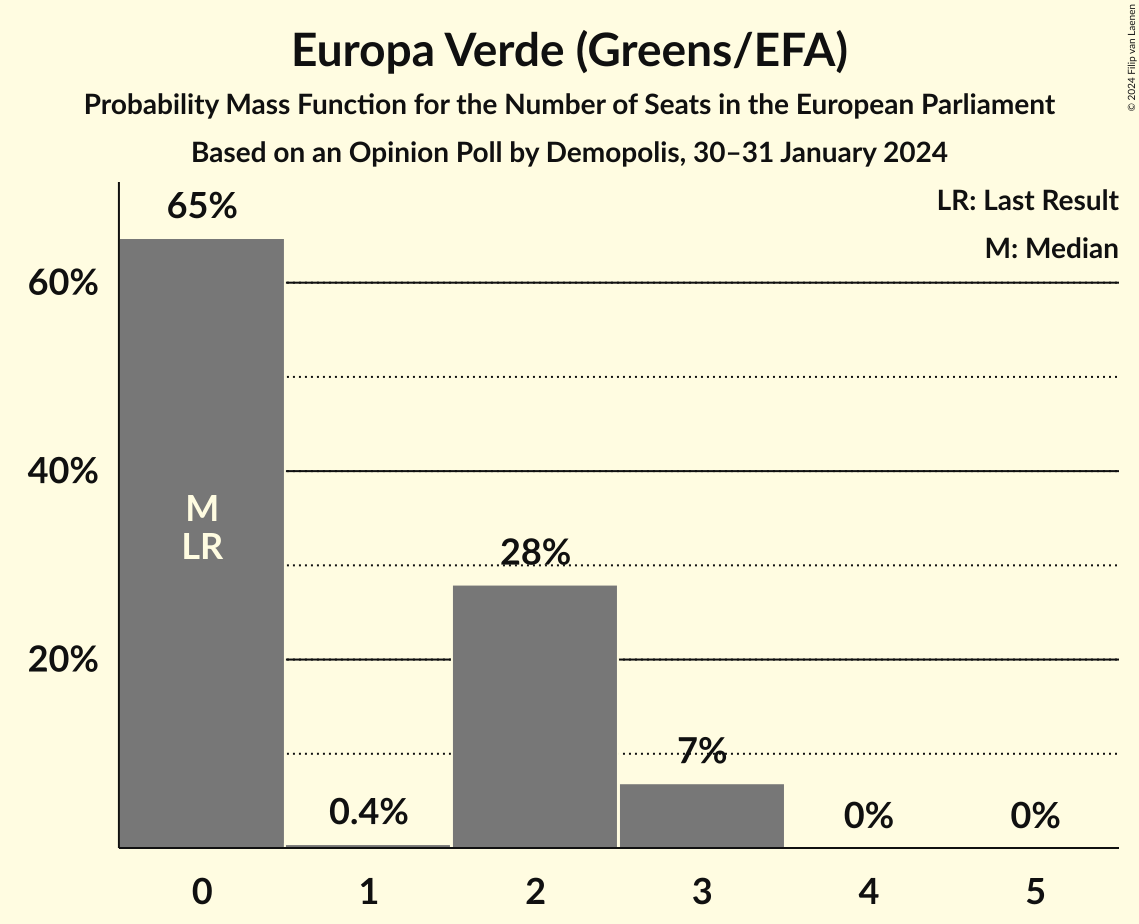 Europa Verde (Greens/EFA)
Probability Mass Function for the Number of Seats in the European Parliament
Based on an Opinion Poll by Demopolis, 30–31 January 2024
© 2024 Filip van Laenen
LR: Last Result
M: Median
65%
60%
40%
20%
M
LR
0.4%
28%
7%
0%
0%
0
1
2
3
4
5